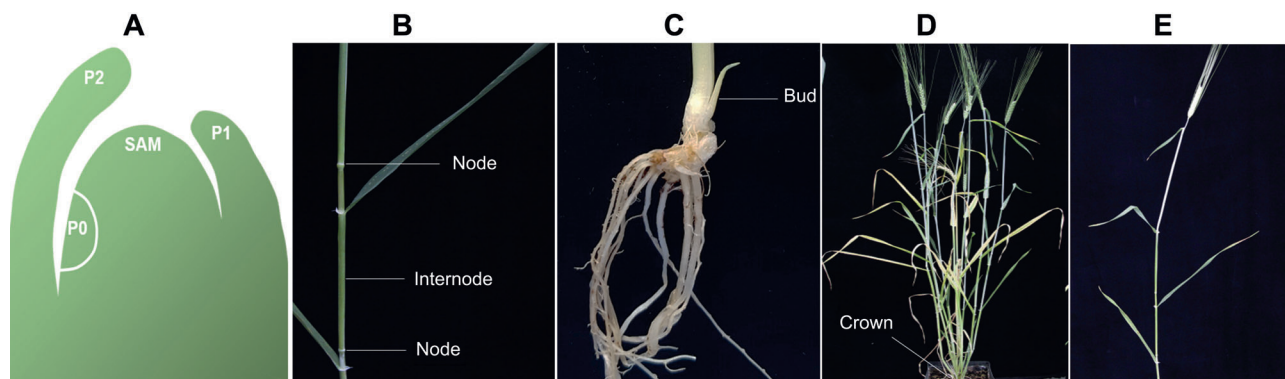 A
B
C
D
E
P2
P1
SAM
P0
Node
Internode
Node
Bud
Crown